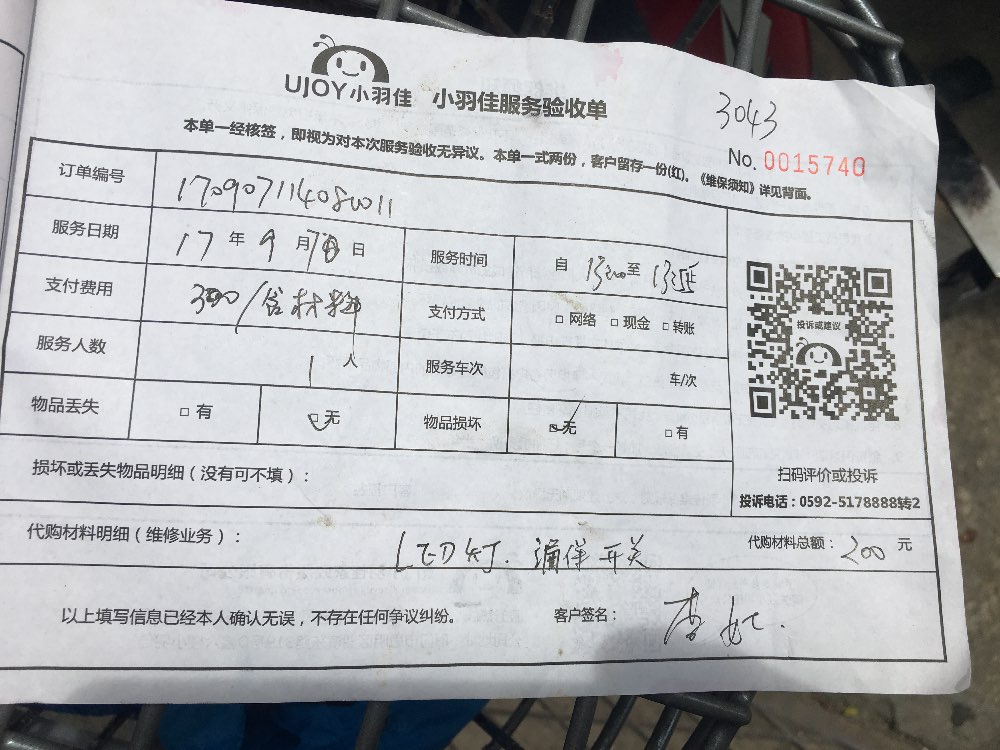 UJOY小羽佳 小羽佳服务验收单
3043
本单一经核签，即视为对本次服务验收无异议。本单一式两份，客户留存一份(红)。《维保须知》详见背面。
No. 0015740
订单编号
服务日期 17 年 9 月 日 服务时间 自 至
支付费用 /含材料 支付方式 □ 网络 □ 现金 □ 转账
服务人数 1 人 服务车次 车/次
物品丢失 □ 有 □ 无 物品损坏 □ 无 □ 有
投诉或建议
扫码评价或投诉
投诉电话：0592-5178888转2
损坏或丢失物品明细（没有可不填）：
代购材料明细（维修业务）： LED灯. 开关 代购材料总额： 200 元
以上填写信息已经本人确认无误，不存在任何争议纠纷。 客户签名：